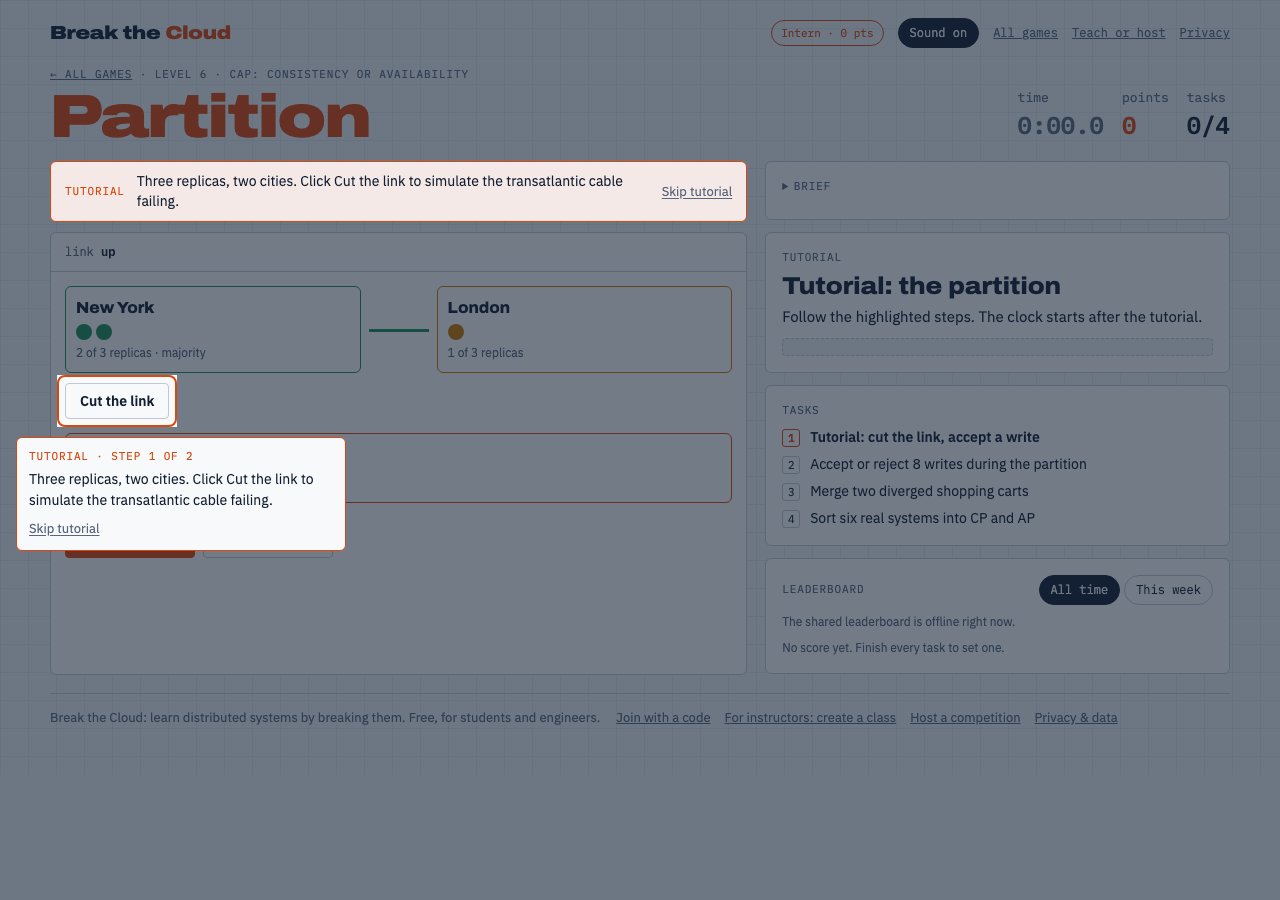 Break the Cloud
Intern · 0 pts
Sound on
All games
Teach or host
Privacy
← ALL GAMES · LEVEL 6 · CAP: CONSISTENCY OR AVAILABILITY
Partition
time
points
tasks
0:00.0
0
0/4
TUTORIAL
Three replicas, two cities. Click Cut the link to simulate the transatlantic cable
failing.
Skip tutorial
link up
New York
2 of 3 replicas · majority
London
1 of 3 replicas
Cut the link
TUTORIAL · STEP 1 OF 2
Three replicas, two cities. Click Cut the link to
simulate the transatlantic cable failing.
Skip tutorial
BRIEF
TUTORIAL
Tutorial: the partition
Follow the highlighted steps. The clock starts after the tutorial.
TASKS
1 Tutorial: cut the link, accept a write
2 Accept or reject 8 writes during the partition
3 Merge two diverged shopping carts
4 Sort six real systems into CP and AP
LEADERBOARD
All time
This week
The shared leaderboard is offline right now.
No score yet. Finish every task to set one.
Break the Cloud: learn distributed systems by breaking them. Free, for students and engineers.
Join with a code
For instructors: create a class
Host a competition
Privacy & data